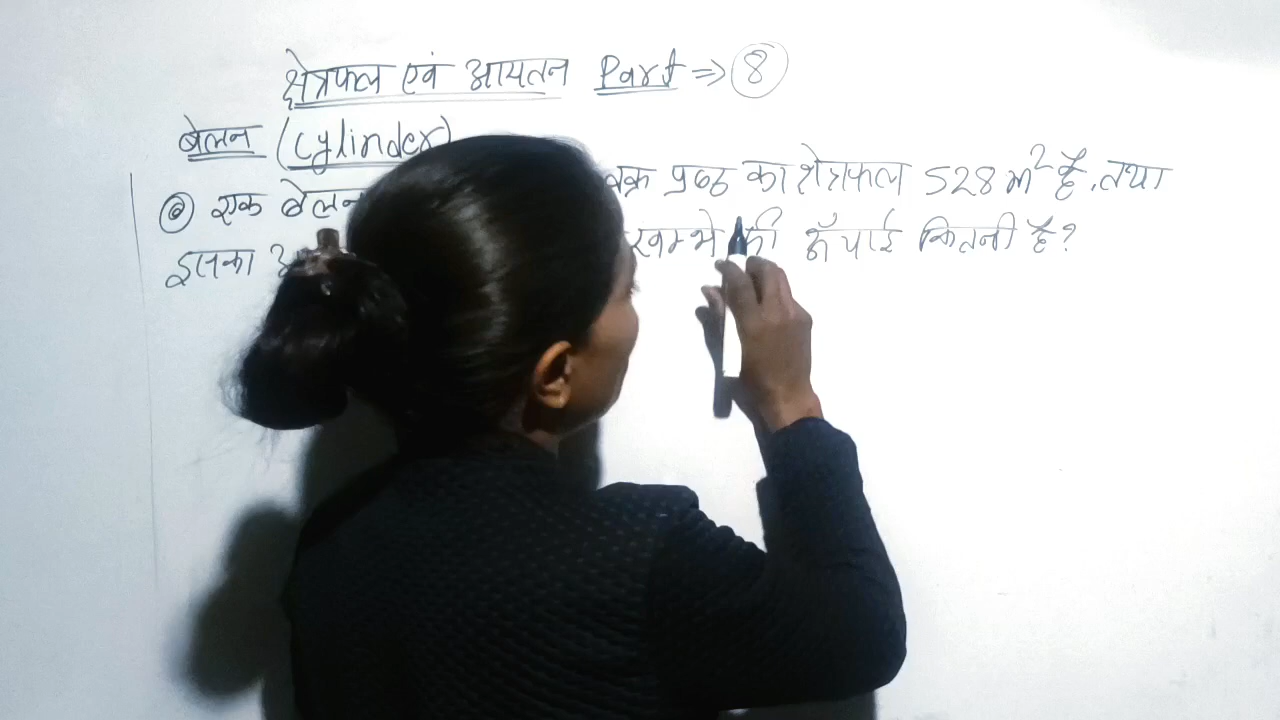 क्षेत्रफल एवं आयतन Part ⇒ 8
बेलन (Cylinder)
@ एक बेलन वक्र पृष्ठ का क्षेत्रफल 528 m² है, तथा
इसका खम्भे की ऊँचाई कितनी है?